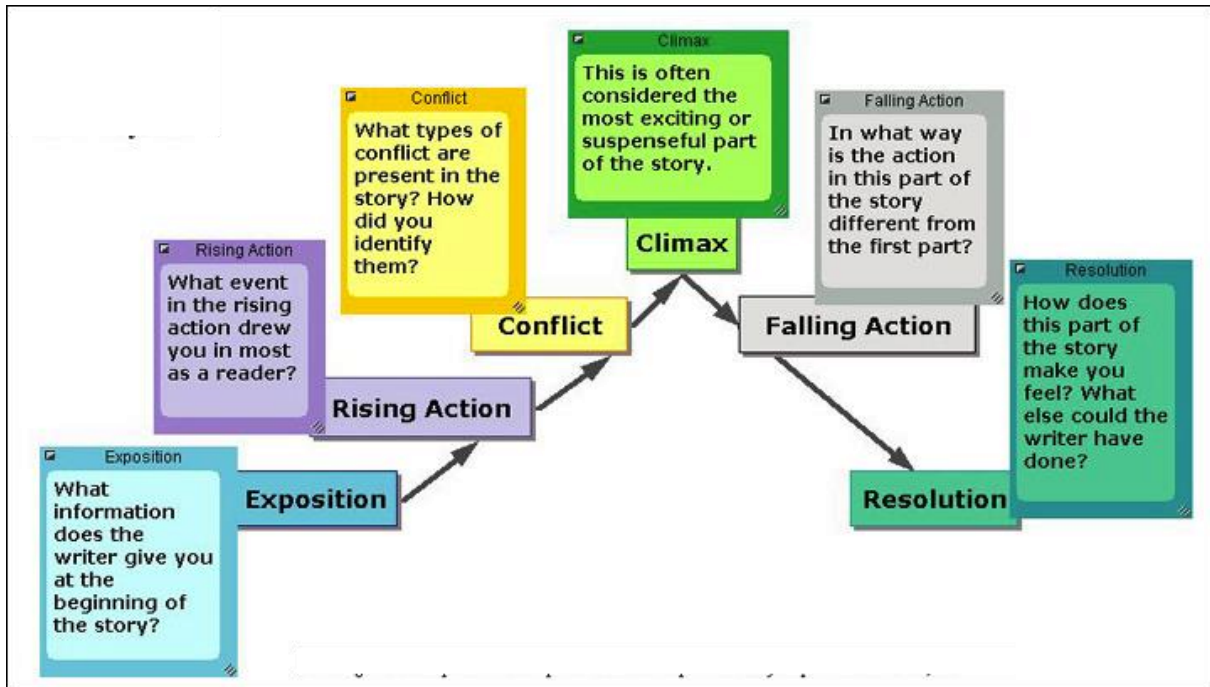 Climax
This is often
considered the
most exciting or
suspenseful part
of the story.
Climax
Conflict
What types of
conflict are
present in the
story? How
did you
identify
them?
Conflict
Falling Action
In what way
is the action
in this part of
the story
different from
the first part?
Falling Action
Rising Action
What event
in the rising
action drew
you in most
as a reader?
Rising Action
Resolution
How does
this part of
the story
make you
feel? What
else could the
writer have
done?
Resolution
Exposition
What
information
does the
writer give you
at the
beginning of
the story?
Exposition